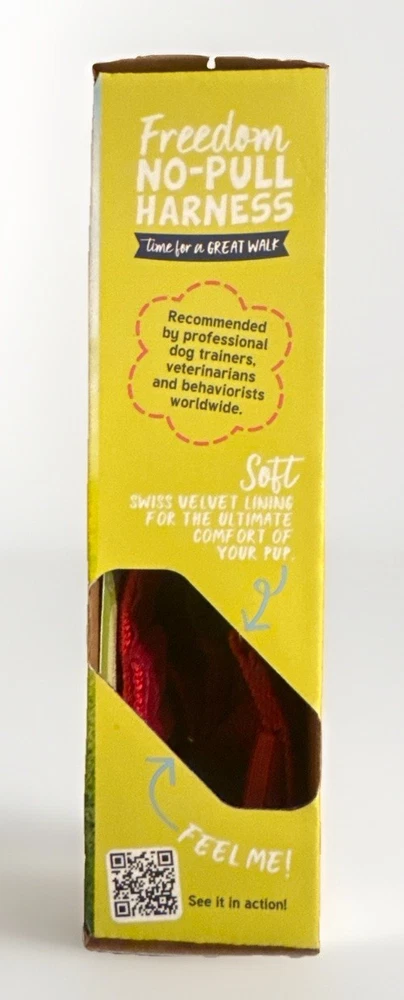 Freedom
NO-PULL
HARNESS
time for a GREAT WALK
Recommended
by professional
dog trainers,
veterinarians
and behaviorists
worldwide.
Soft
SWISS VELVET LINING
FOR THE ULTIMATE
COMFORT OF
YOUR PUP.
FEEL ME!
See it in action!